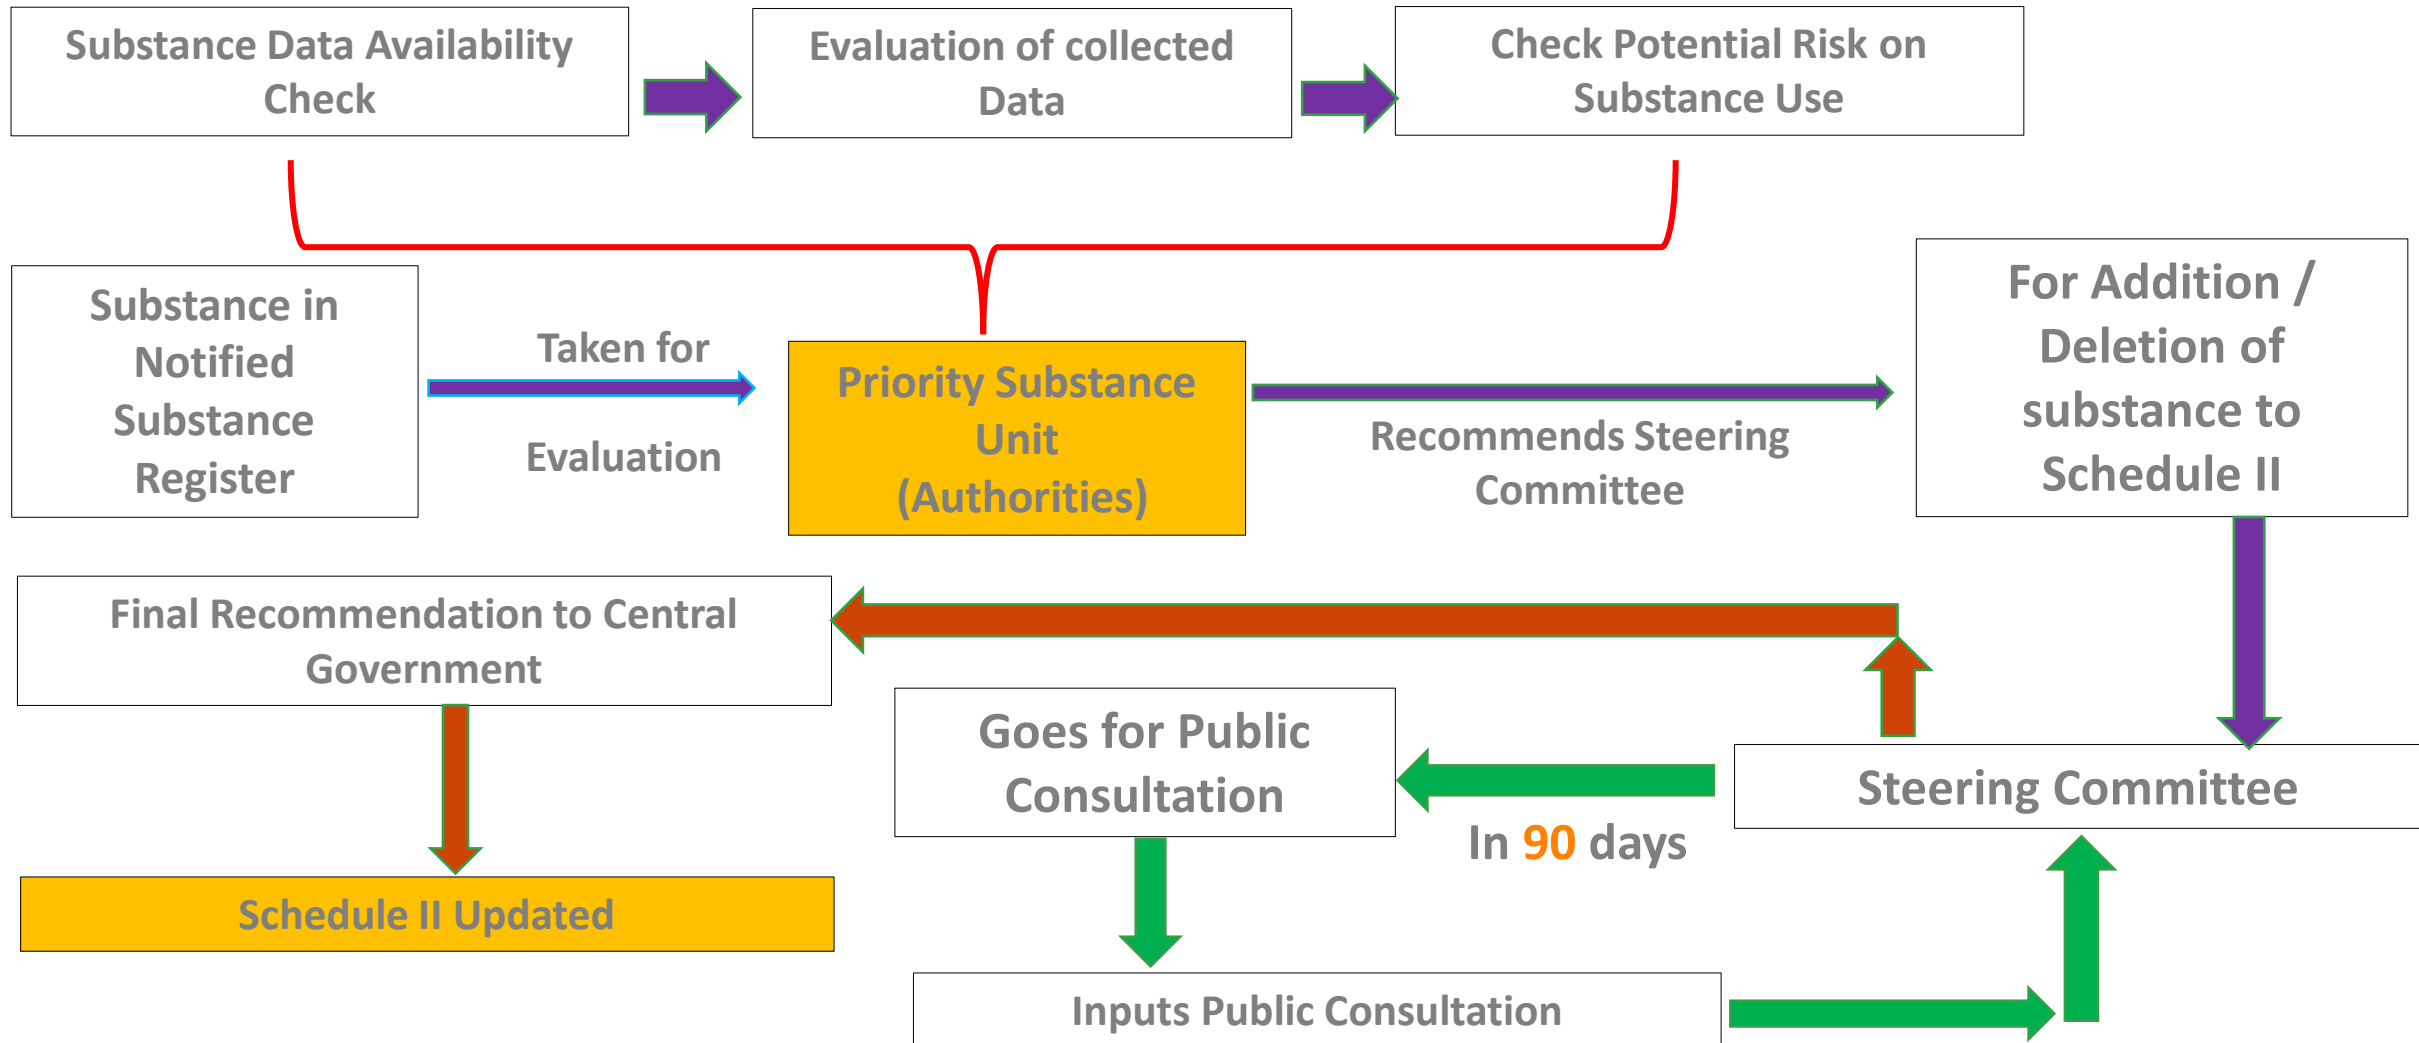 Substance Data Availability
Check
Evaluation of collected
Data
Check Potential Risk on
Substance Use
Substance in
Notified
Substance
Register
Taken for
Evaluation
Priority Substance
Unit
(Authorities)
Recommends Steering
Committee
For Addition /
Deletion of
substance to
Schedule II
Final Recommendation to Central
Government
Goes for Public
Consultation
In 90 days
Steering Committee
Schedule II Updated
Inputs Public Consultation